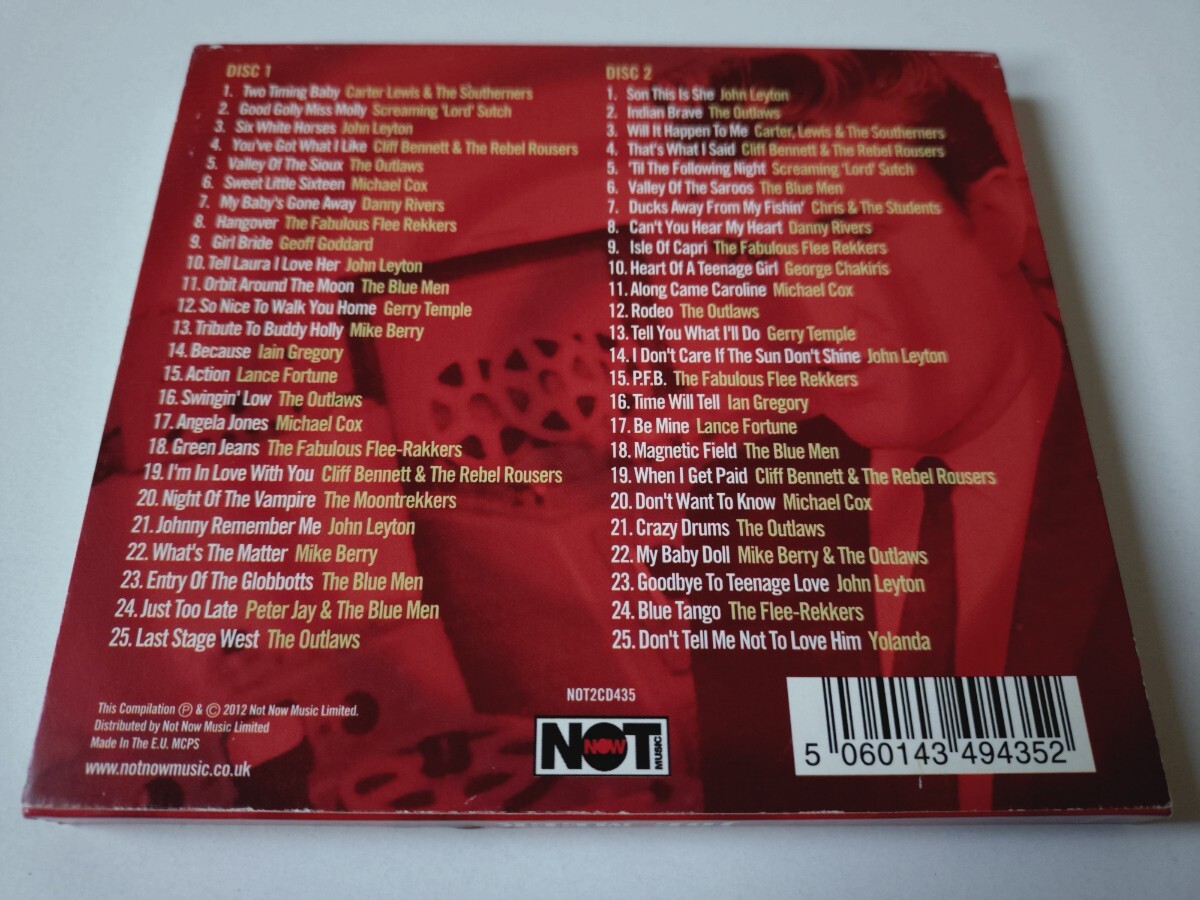 DISC 1
1. Two Timing Baby Carter Lewis & The Southerners
2. Good Golly Miss Molly Screaming 'Lord' Sutch
3. Six White Horses John Leyton
4. You've Got What I Like Cliff Bennett & The Rebel Rousers
5. Valley Of The Sioux The Outlaws
6. Sweet Little Sixteen Michael Cox
7. My Baby's Gone Away Danny Rivers
8. Hangover The Fabulous Flee Rekkers
9. Girl Bride Geoff Goddard
10. Tell Laura I Love Her John Leyton
11. Orbit Around The Moon The Blue Men
12. So Nice To Walk You Home Gerry Temple
13. Tribute To Buddy Holly Mike Berry
14. Because Iain Gregory
15. Action Lance Fortune
16. Swingin' Low The Outlaws
17. Angela Jones Michael Cox
18. Green Jeans The Fabulous Flee-Rakkers
19. I'm In Love With You Cliff Bennett & The Rebel Rousers
20. Night Of The Vampire The Moontrekkers
21. Johnny Remember Me John Leyton
22. What's The Matter Mike Berry
23. Entry Of The Globbotts The Blue Men
24. Just Too Late Peter Jay & The Blue Men
25. Last Stage West The Outlaws
DISC 2
1. Son This Is She John Leyton
2. Indian Brave The Outlaws
3. Will It Happen To Me Carter, Lewis & The Southerners
4. That's What I Said Cliff Bennett & The Rebel Rousers
5. 'Til The Following Night Screaming 'Lord' Sutch
6. Valley Of The Saroos The Blue Men
7. Ducks Away From My Fishin' Chris & The Students
8. Can't You Hear My Heart Danny Rivers
9. Isle Of Capri The Fabulous Flee Rekkers
10. Heart Of A Teenage Girl George Chakiris
11. Along Came Caroline Michael Cox
12. Rodeo The Outlaws
13. Tell You What I'll Do Gerry Temple
14. I Don't Care If The Sun Don't Shine John Leyton
15. P.F.B. The Fabulous Flee Rekkers
16. Time Will Tell Ian Gregory
17. Be Mine Lance Fortune
18. Magnetic Field The Blue Men
19. When I Get Paid Cliff Bennett & The Rebel Rousers
20. Don't Want To Know Michael Cox
21. Crazy Drums The Outlaws
22. My Baby Doll Mike Berry & The Outlaws
23. Goodbye To Teenage Love John Leyton
24. Blue Tango The Flee-Rekkers
25. Don't Tell Me Not To Love Him Yolanda
This Compilation ℗ & © 2012 Not Now Music Limited.
Distributed by Not Now Music Limited
Made In The E.U. MCPS
www.notnowmusic.co.uk
NOT2CD435
NOT NOW MUSIC
5 060143 494352